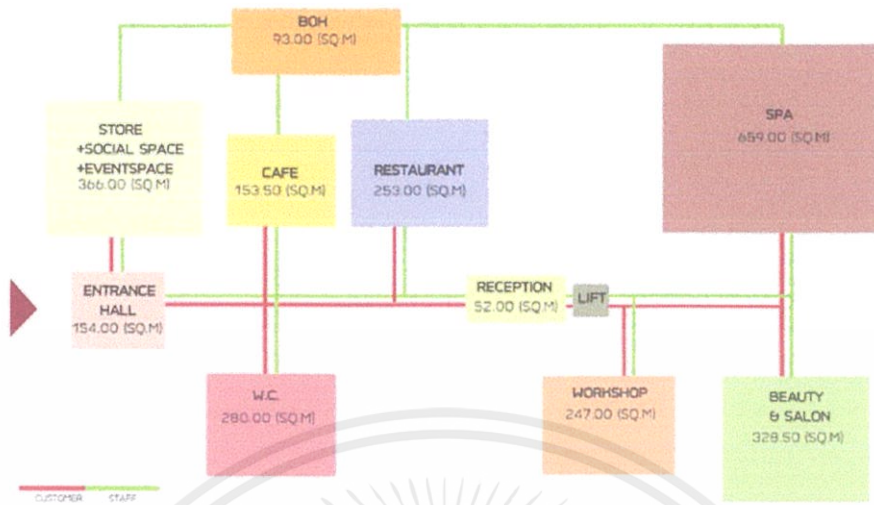 BOH
93.00 (SQ.M)
STORE
+SOCIAL SPACE
+EVENTSPACE
366.00 (SQ.M)
CAFE
153.50 (SQ.M)
RESTAURANT
253.00 (SQ.M)
SPA
659.00 (SQ.M)
ENTRANCE
HALL
154.00 (SQ.M)
RECEPTION
52.00 (SQ.M)
LIFT
W.C.
280.00 (SQ.M)
WORKSHOP
247.00 (SQ.M)
BEAUTY
& SALON
328.50 (SQ.M)
CUSTOMER STAFF